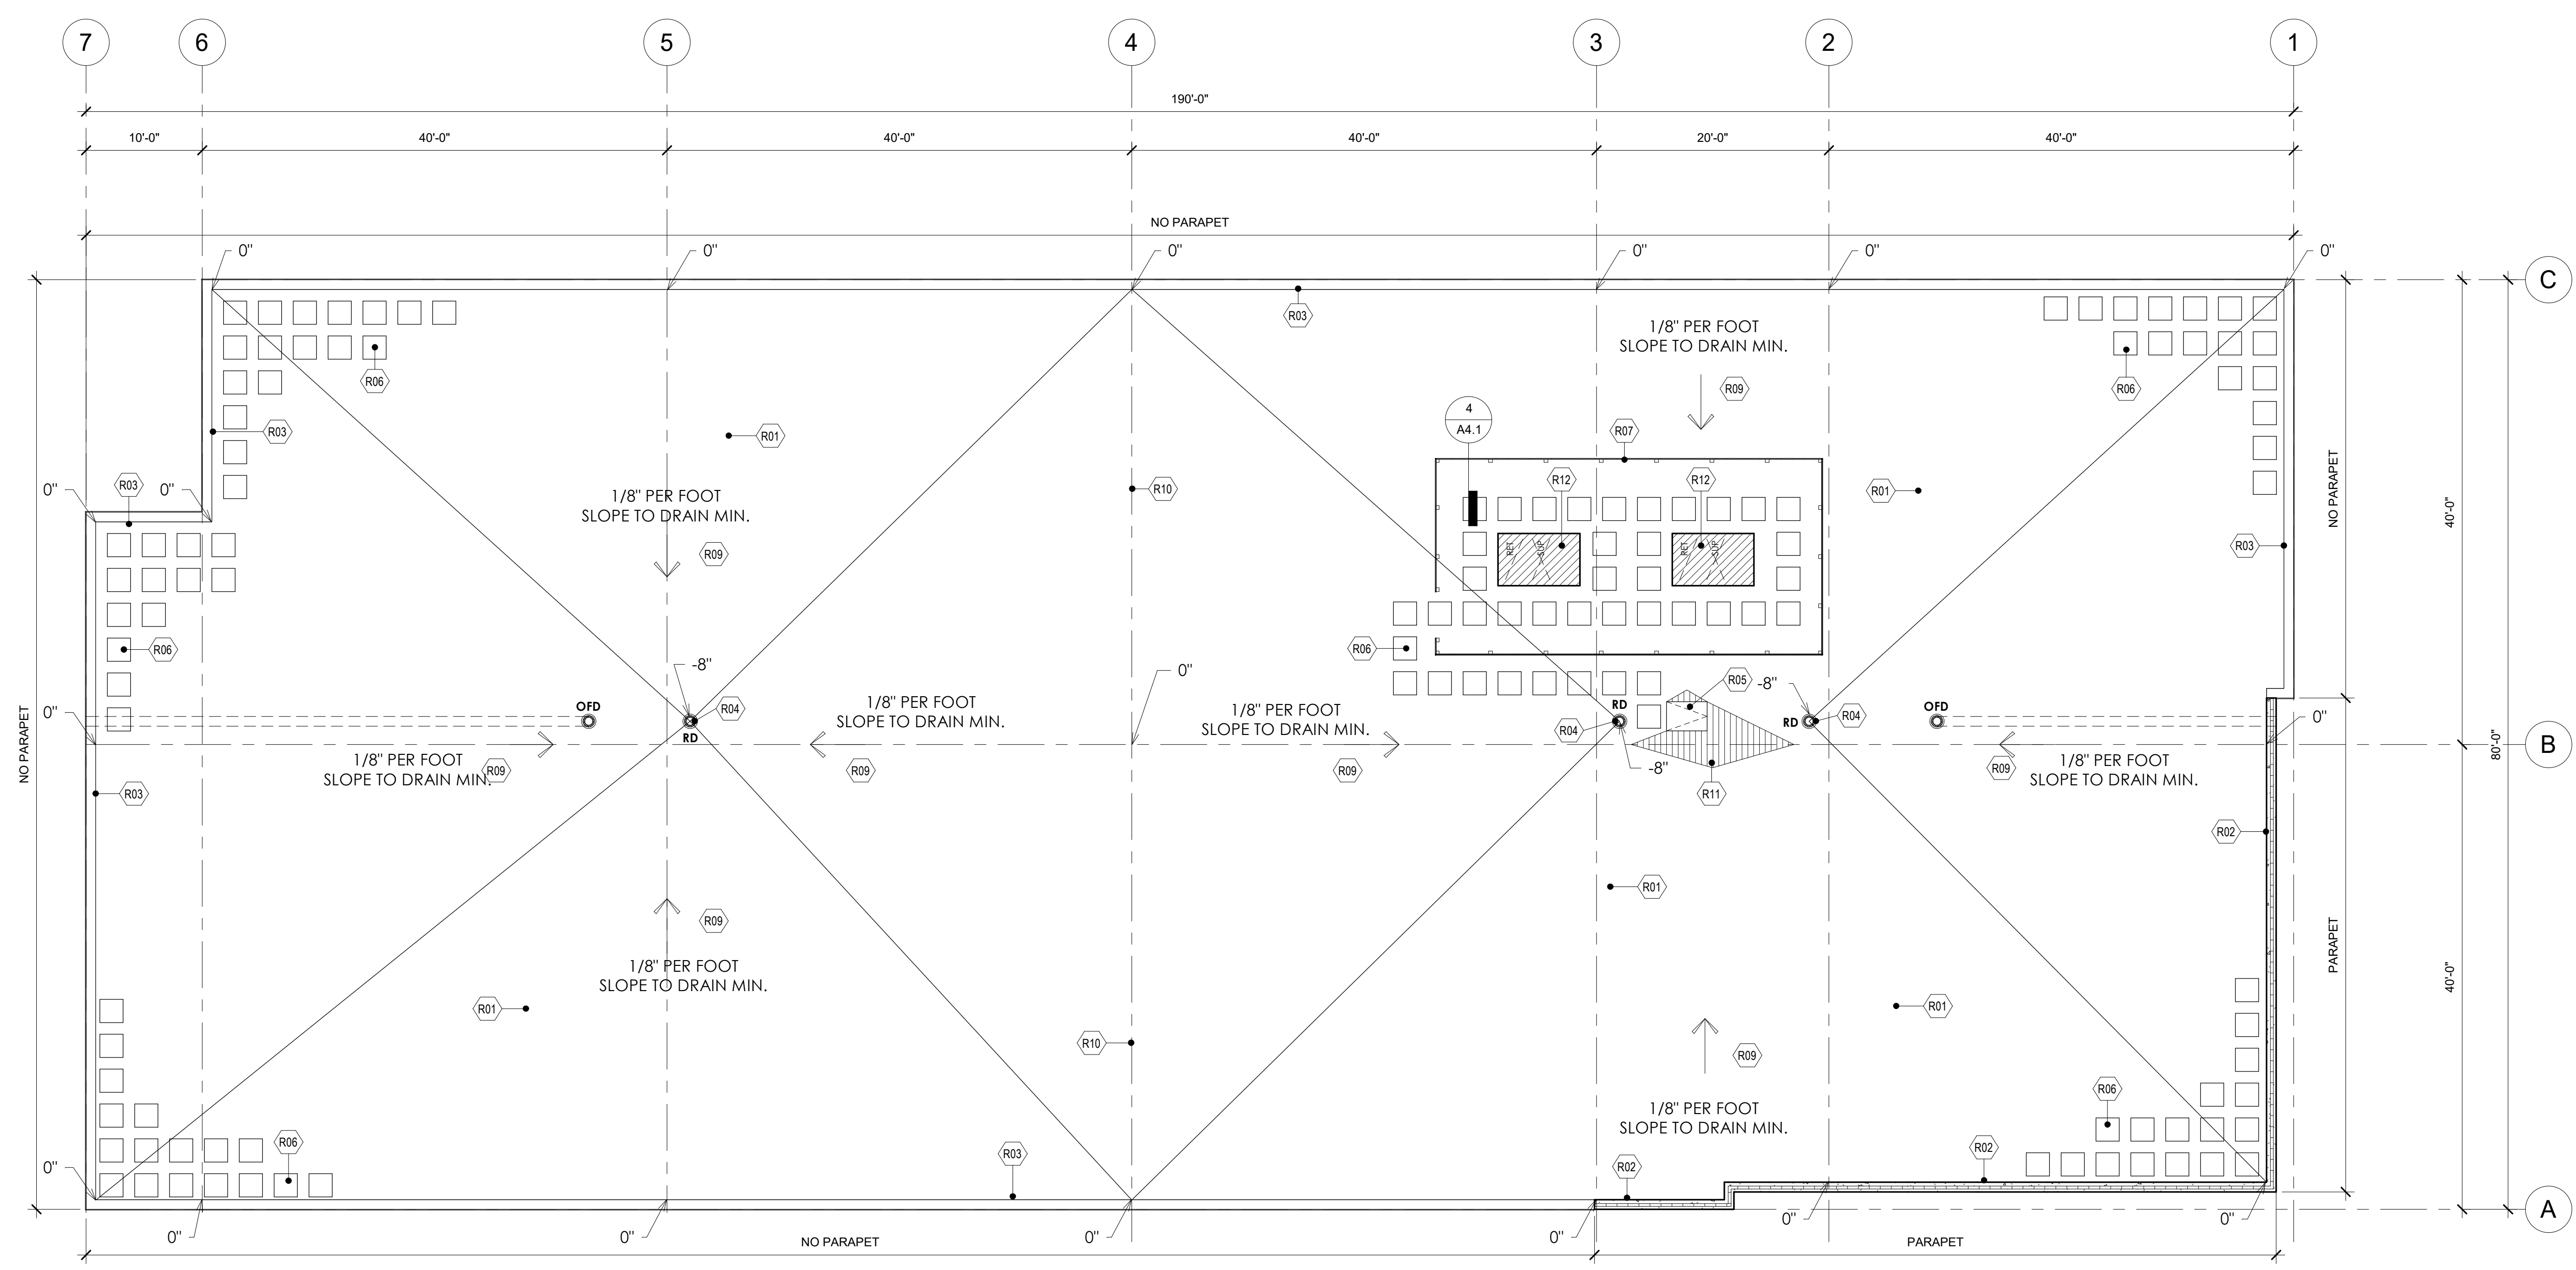 7
6
5
4
3
2
1
190'-0"
10'-0"
40'-0"
40'-0"
40'-0"
20'-0"
40'-0"
NO PARAPET
0"
0"
0"
0"
0"
0"
C
R03
1/8" PER FOOT
SLOPE TO DRAIN MIN.
R06
R09
R06
4
A4.1
R03
R01
R07
R03
0"
0"
R10
R12
R12
R01
NO PARAPET
40'-0"
1/8" PER FOOT
SLOPE TO DRAIN MIN.
RET
SUP
RET
SUP
R03
R09
R06
R06
-8"
0"
R05
-8"
0"
OFD
R04
RD
1/8" PER FOOT
SLOPE TO DRAIN MIN.
1/8" PER FOOT
SLOPE TO DRAIN MIN.
RD
R04
RD
R04
OFD
0"
NO PARAPET
1/8" PER FOOT
SLOPE TO DRAIN MIN.
R09
R09
R09
-8"
R11
R09
1/8" PER FOOT
SLOPE TO DRAIN MIN.
80'-0"
B
R03
R02
R01
R09
1/8" PER FOOT
SLOPE TO DRAIN MIN.
R01
R01
PARAPET
40'-0"
R10
R09
1/8" PER FOOT
SLOPE TO DRAIN MIN.
R06
R06
R03
R02
R02
0"
0"
0"
0"
0"
0"
0"
A
NO PARAPET
PARAPET